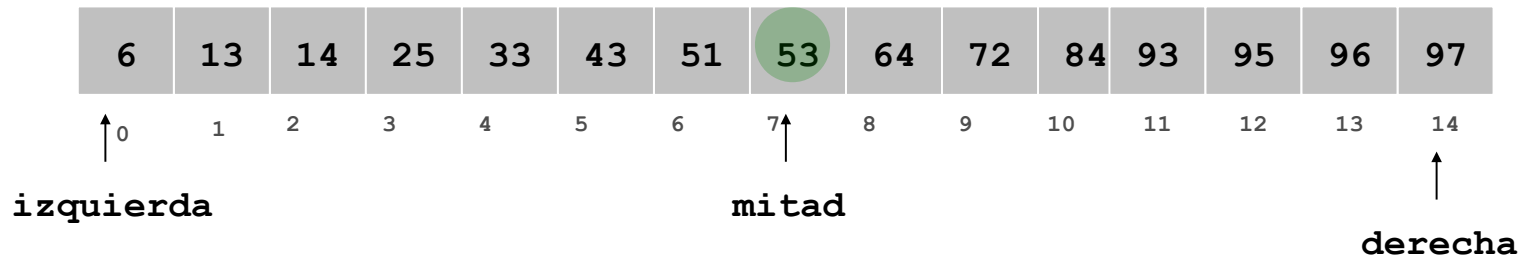 6 13 14 25 33 43 51 53 64 72 84 93 95 96 97
0 1 2 3 4 5 6 7 8 9 10 11 12 13 14
izquierda mitad
derecha